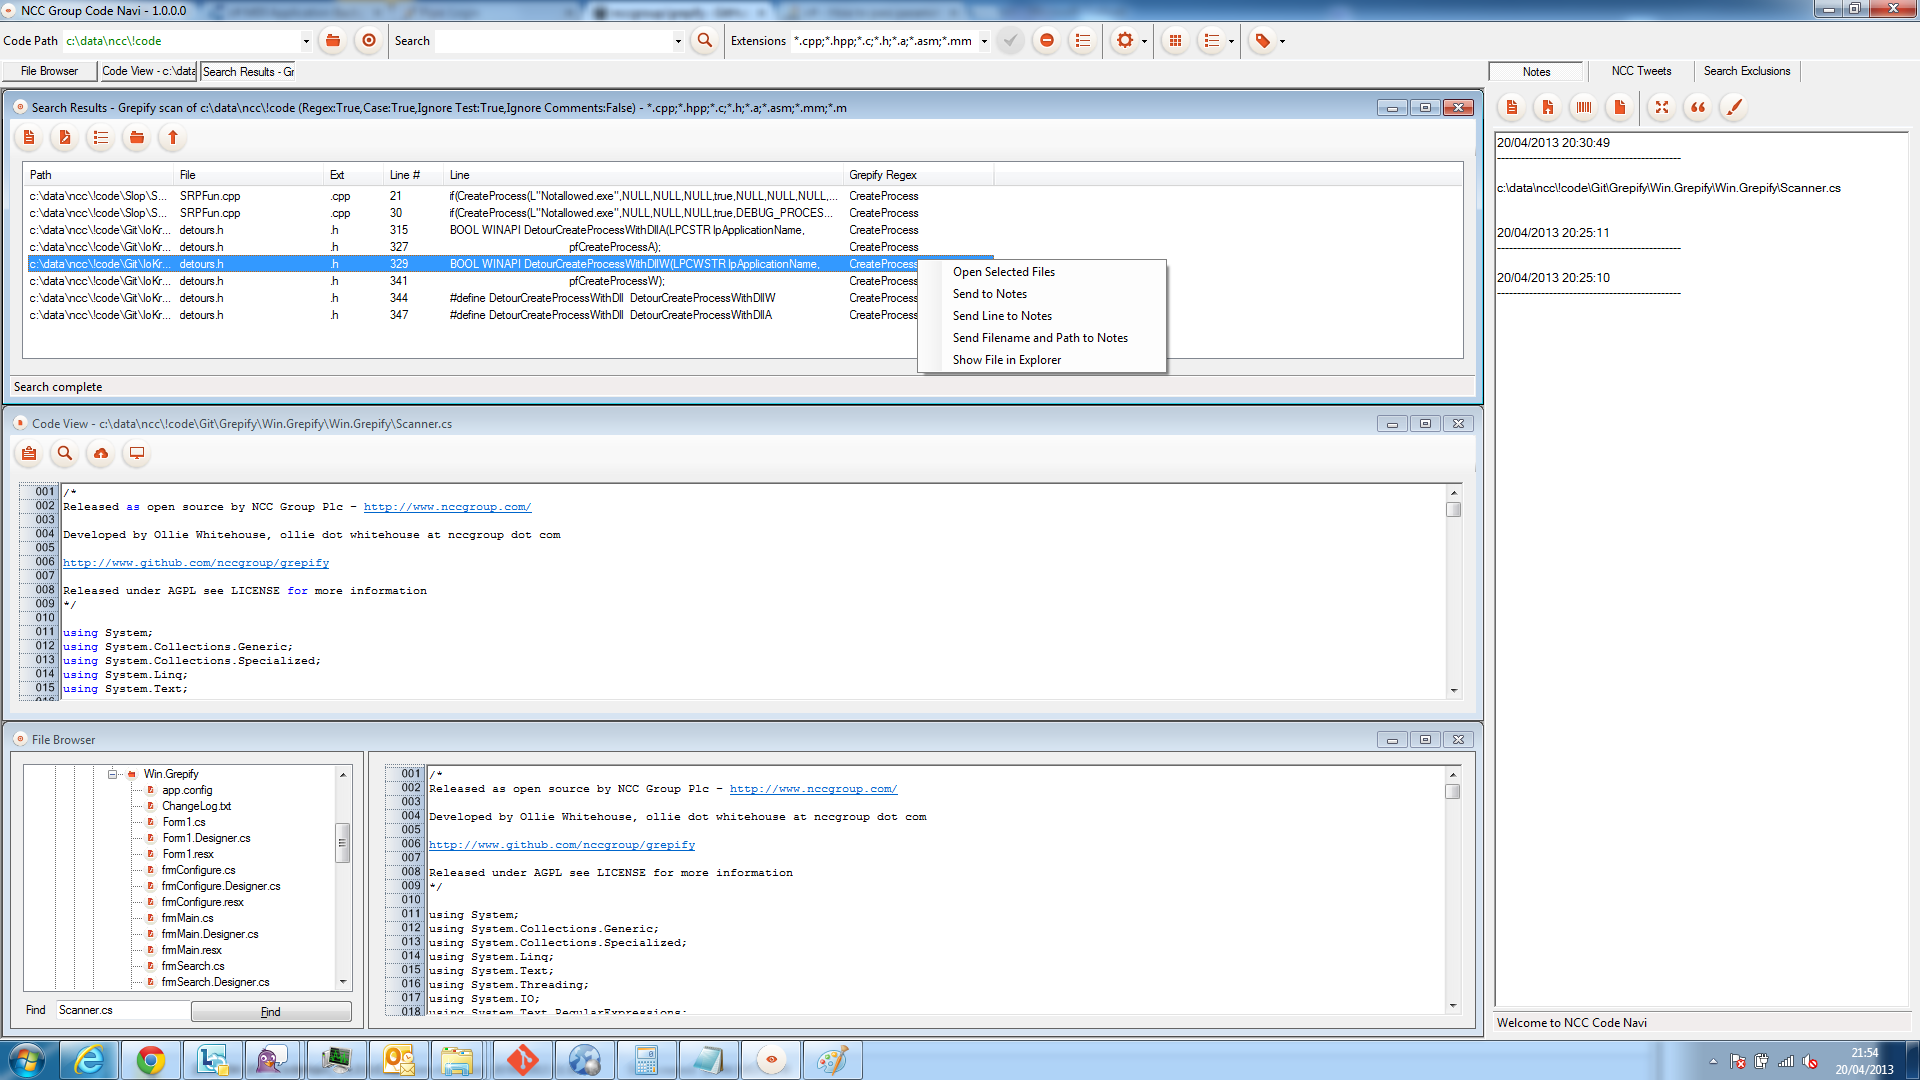 NCC Group Code Navi - 1.0.0.0
Code Path c:\data\ncc\!code Search Extensions *.cpp;*.hpp;*.c;*.h;*.a;*.asm;*.mm
File Browser Code View - c:\data Search Results - Gr Notes NCC Tweets Search Exclusions
Search Results - Grepify scan of c:\data\ncc\!code (Regex:True,Case:True,Ignore Test:True,Ignore Comments:False) - *.cpp;*.hpp;*.c;*.h;*.a;*.asm;*.mm;*.m
Path File Ext Line # Line Grepify Regex
c:\data\ncc\!code\Slop\S... SRPFun.cpp .cpp 21 if(CreateProcess(L"Notallowed.exe",NULL,NULL,NULL,true,NULL,NULL,NULL,... CreateProcess
c:\data\ncc\!code\Slop\S... SRPFun.cpp .cpp 30 if(CreateProcess(L"Notallowed.exe",NULL,NULL,NULL,true,DEBUG_PROCES... CreateProcess
c:\data\ncc\!code\Git\IoKr... detours.h .h 315 BOOL WINAPI DetourCreateProcessWithDllA(LPCSTR lpApplicationName, CreateProcess
c:\data\ncc\!code\Git\IoKr... detours.h .h 327 pfCreateProcessA); CreateProcess
c:\data\ncc\!code\Git\IoKr... detours.h .h 329 BOOL WINAPI DetourCreateProcessWithDllW(LPCWSTR lpApplicationName, CreateProcess
c:\data\ncc\!code\Git\IoKr... detours.h .h 341 pfCreateProcessW); CreateProcess
c:\data\ncc\!code\Git\IoKr... detours.h .h 344 #define DetourCreateProcessWithDll DetourCreateProcessWithDllW CreateProcess
c:\data\ncc\!code\Git\IoKr... detours.h .h 347 #define DetourCreateProcessWithDll DetourCreateProcessWithDllA CreateProcess
Open Selected Files
Send to Notes
Send Line to Notes
Send Filename and Path to Notes
Show File in Explorer
Search complete
Code View - c:\data\ncc\!code\Git\Grepify\Win.Grepify\Win.Grepify\Scanner.cs
001 /*
002 Released as open source by NCC Group Plc - http://www.nccgroup.com/
003
004 Developed by Ollie Whitehouse, ollie dot whitehouse at nccgroup dot com
005
006 http://www.github.com/nccgroup/grepify
007
008 Released under AGPL see LICENSE for more information
009 */
010
011 using System;
012 using System.Collections.Generic;
013 using System.Collections.Specialized;
014 using System.Linq;
015 using System.Text;
016
File Browser
Win.Grepify
app.config
ChangeLog.txt
Form1.cs
Form1.Designer.cs
Form1.resx
frmConfigure.cs
frmConfigure.Designer.cs
frmConfigure.resx
frmMain.cs
frmMain.Designer.cs
frmMain.resx
frmSearch.cs
frmSearch.Designer.cs
Find Scanner.cs Find
001 /*
002 Released as open source by NCC Group Plc - http://www.nccgroup.com/
003
004 Developed by Ollie Whitehouse, ollie dot whitehouse at nccgroup dot com
005
006 http://www.github.com/nccgroup/grepify
007
008 Released under AGPL see LICENSE for more information
009 */
010
011 using System;
012 using System.Collections.Generic;
013 using System.Collections.Specialized;
014 using System.Linq;
015 using System.Text;
016 using System.Threading;
017 using System.IO;
018 using System.Text.RegularExpressions;
20/04/2013 20:30:49
----------------------------------------------
c:\data\ncc\!code\Git\Grepify\Win.Grepify\Win.Grepify\Scanner.cs
20/04/2013 20:25:11
----------------------------------------------
20/04/2013 20:25:10
----------------------------------------------
Welcome to NCC Code Navi
21:54
20/04/2013